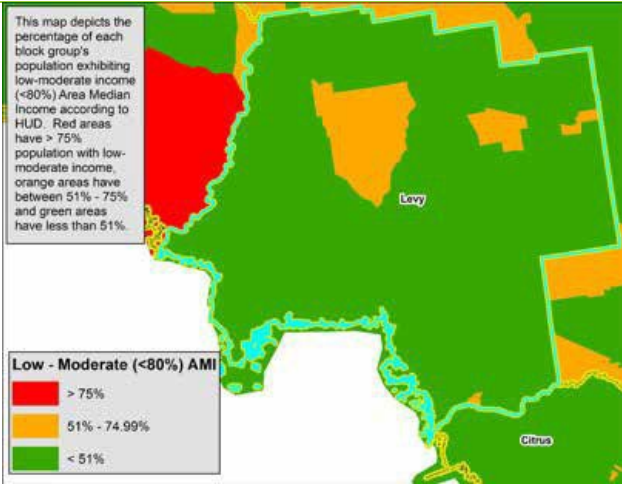 This map depicts the
percentage of each
block group's
population exhibiting
low-moderate income
(<80%) Area Median
Income according to
HUD. Red areas
have > 75%
population with low-
moderate income,
orange areas have
between 51% - 75%
and green areas
have less than 51%.
Levy
Low - Moderate (<80%) AMI
> 75%
51% - 74.99%
< 51%
Citrus